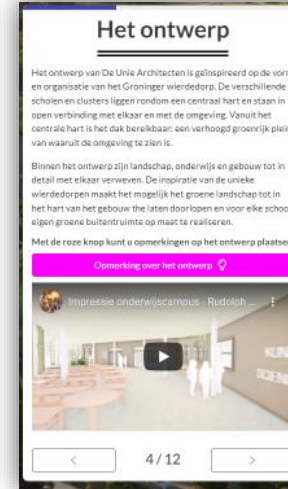 Het ontwerp
Het ontwerp van De Unie Architecten is geïnspireerd op de vorm
en organisatie van het Groninger wierdedorp. De verschillende
scholen en clusters liggen rondom een centraal hart en staan in
open verbinding met elkaar en met de omgeving. Vanuit het
centrale hart is het dak bereikbaar: een verhoogd groenrijk plein
van waaruit de omgeving te zien is.
Binnen het ontwerp zijn landschap, onderwijs en gebouw tot in
detail met elkaar verweven. De inspiratie van de unieke
wierdedorpen maakt het mogelijk het groene landschap tot in
het hart van het gebouw the laten doorlopen en voor elke school
eigen groene buitentruimte op maat te realiseren.
Met de roze knop kunt u opmerkingen op het ontwerp plaatsen
Opmerking over het ontwerp
Impressie onderwijscampus - Rudolph ...
KUN
SCIENC
< 4/12 >